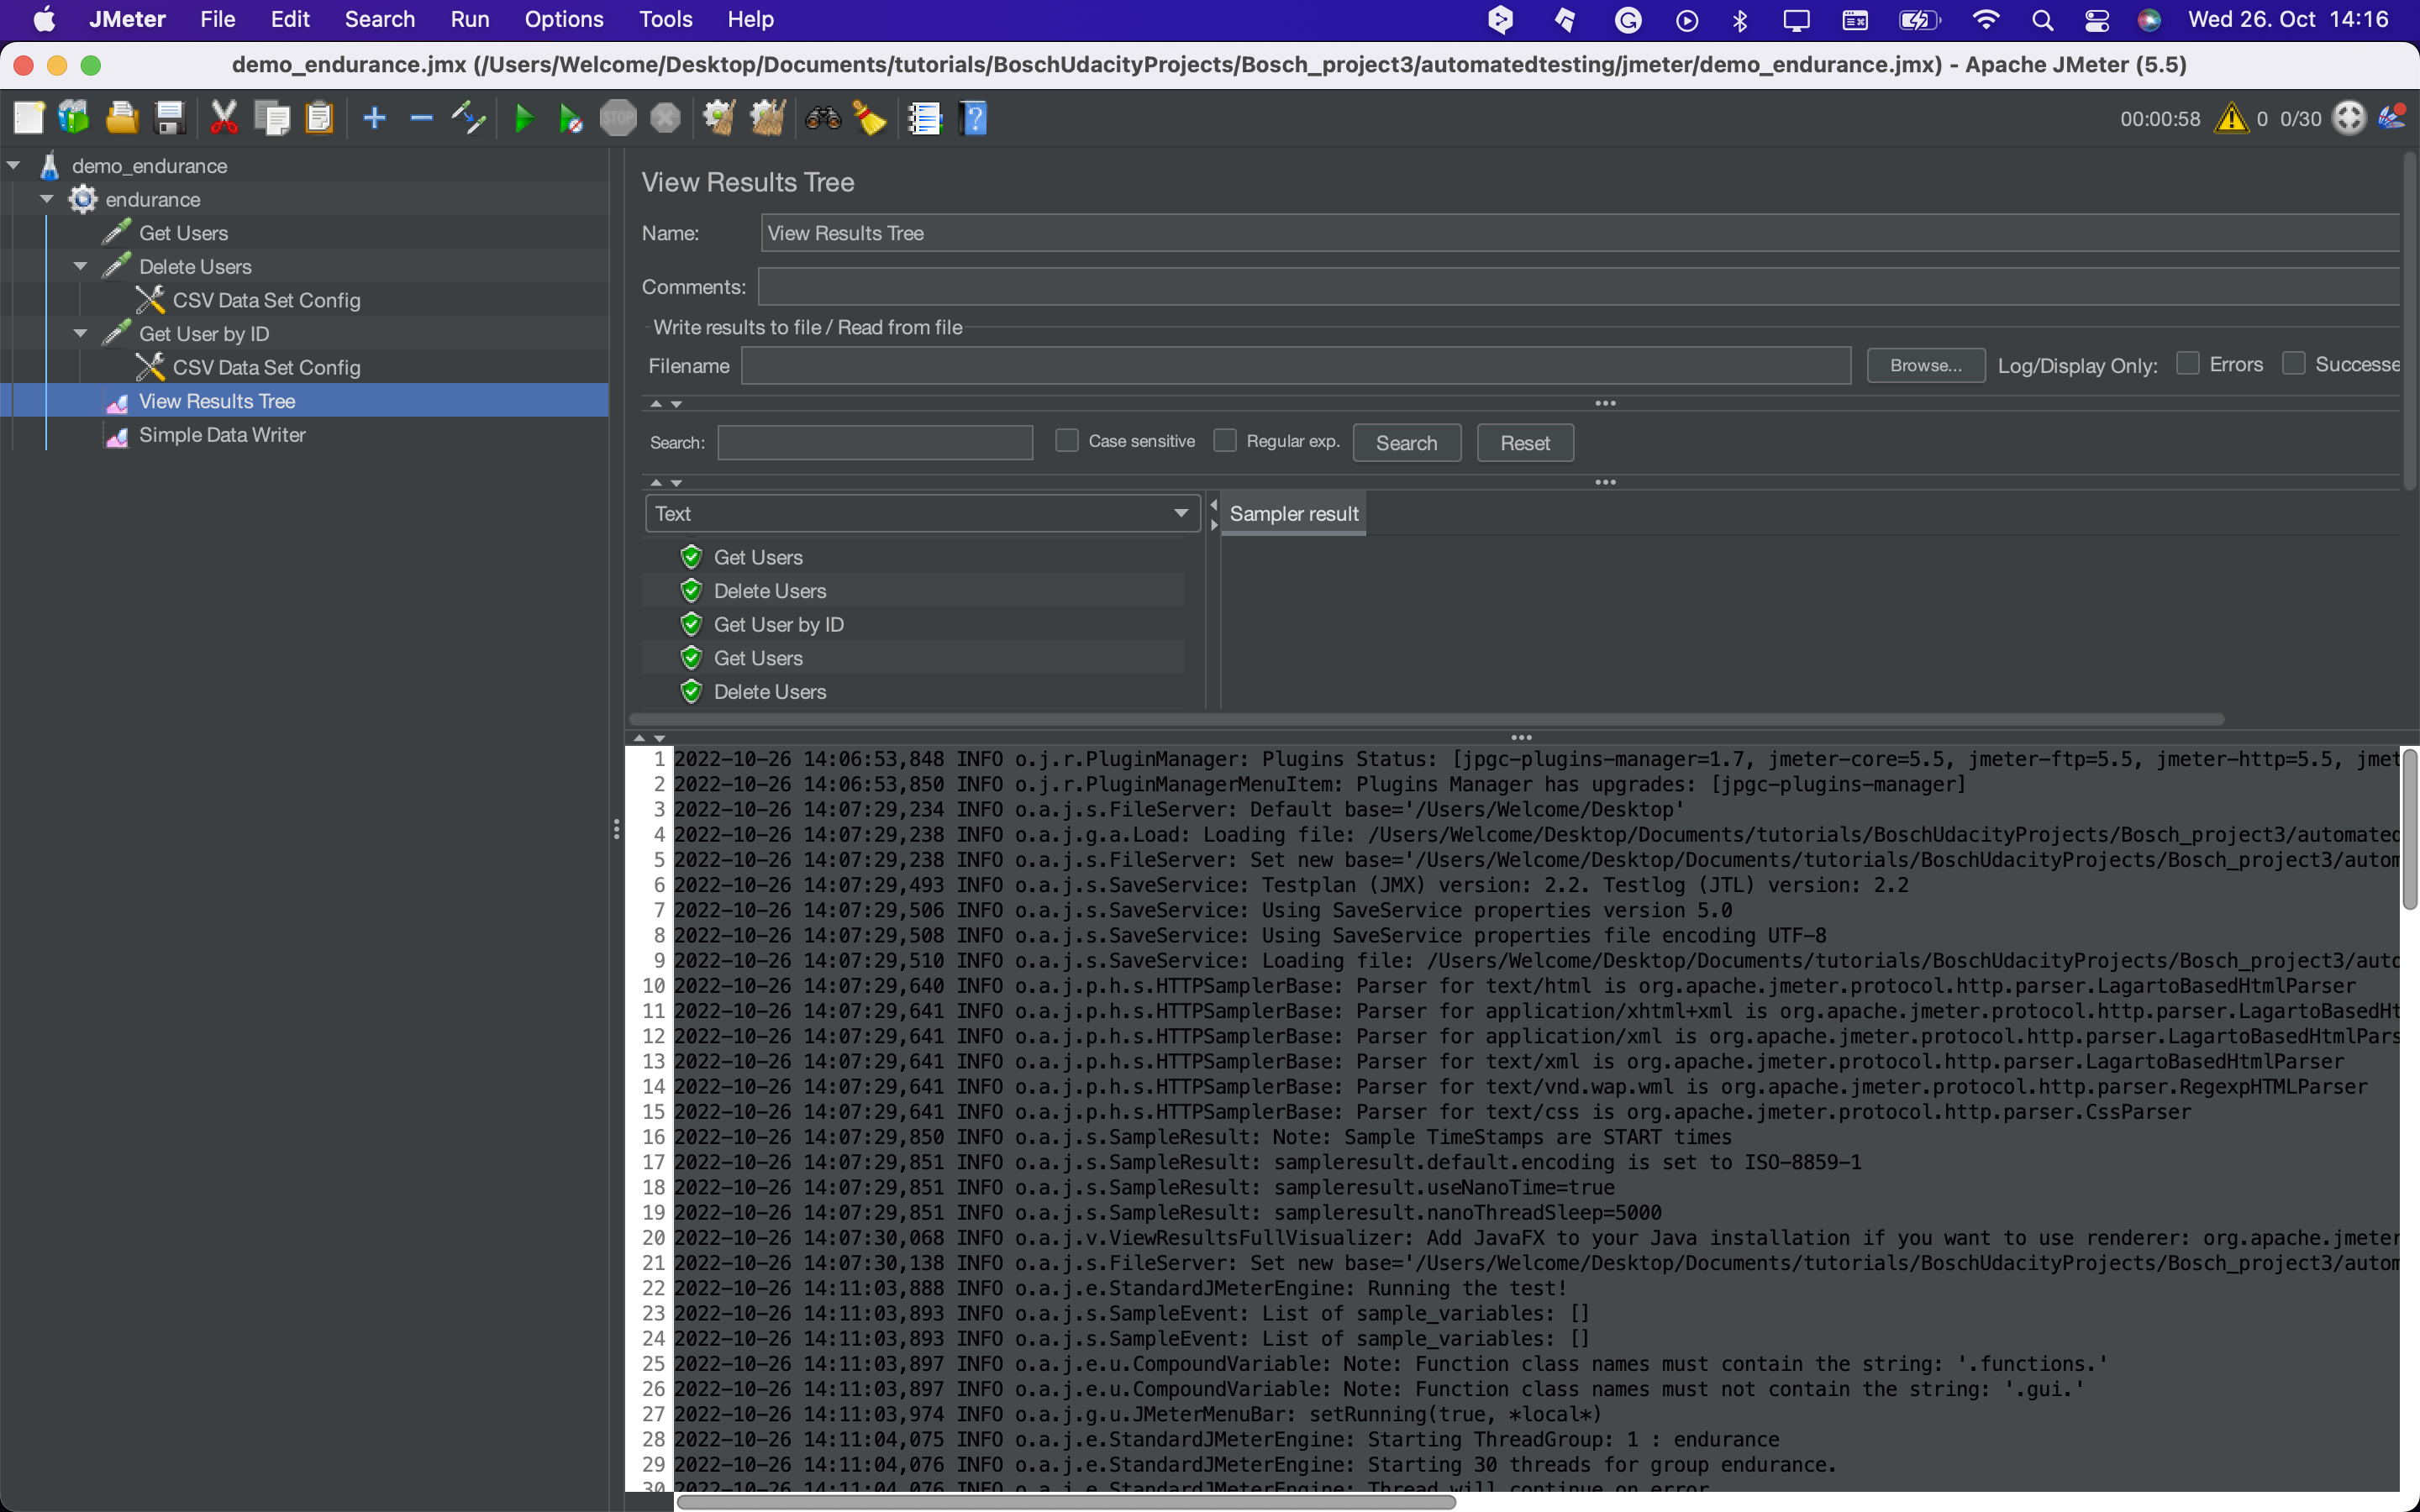 JMeter File Edit Search Run Options Tools Help Wed 26. Oct 14:16
demo_endurance.jmx (/Users/Welcome/Desktop/Documents/tutorials/BoschUdacityProjects/Bosch_project3/automatedtesting/jmeter/demo_endurance.jmx) - Apache JMeter (5.5)
STOP 00:00:58 0 0/30
demo_endurance
endurance
Get Users
Delete Users
CSV Data Set Config
Get User by ID
CSV Data Set Config
View Results Tree
Simple Data Writer
View Results Tree
Name: View Results Tree
Comments:
Write results to file / Read from file
Filename Browse... Log/Display Only: Errors Successe
Search: Case sensitive Regular exp. Search Reset
Text Sampler result
Get Users
Delete Users
Get User by ID
Get Users
Delete Users
1 2022-10-26 14:06:53,848 INFO o.j.r.PluginManager: Plugins Status: [jpgc-plugins-manager=1.7, jmeter-core=5.5, jmeter-ftp=5.5, jmeter-http=5.5, jmet
2 2022-10-26 14:06:53,850 INFO o.j.r.PluginManagerMenuItem: Plugins Manager has upgrades: [jpgc-plugins-manager]
3 2022-10-26 14:07:29,234 INFO o.a.j.s.FileServer: Default base='/Users/Welcome/Desktop'
4 2022-10-26 14:07:29,238 INFO o.a.j.g.a.Load: Loading file: /Users/Welcome/Desktop/Documents/tutorials/BoschUdacityProjects/Bosch_project3/automated
5 2022-10-26 14:07:29,238 INFO o.a.j.s.FileServer: Set new base='/Users/Welcome/Desktop/Documents/tutorials/BoschUdacityProjects/Bosch_project3/autom
6 2022-10-26 14:07:29,493 INFO o.a.j.s.SaveService: Testplan (JMX) version: 2.2. Testlog (JTL) version: 2.2
7 2022-10-26 14:07:29,506 INFO o.a.j.s.SaveService: Using SaveService properties version 5.0
8 2022-10-26 14:07:29,508 INFO o.a.j.s.SaveService: Using SaveService properties file encoding UTF-8
9 2022-10-26 14:07:29,510 INFO o.a.j.s.SaveService: Loading file: /Users/Welcome/Desktop/Documents/tutorials/BoschUdacityProjects/Bosch_project3/auto
10 2022-10-26 14:07:29,640 INFO o.a.j.p.h.s.HTTPSamplerBase: Parser for text/html is org.apache.jmeter.protocol.http.parser.LagartoBasedHtmlParser
11 2022-10-26 14:07:29,641 INFO o.a.j.p.h.s.HTTPSamplerBase: Parser for application/xhtml+xml is org.apache.jmeter.protocol.http.parser.LagartoBasedHt
12 2022-10-26 14:07:29,641 INFO o.a.j.p.h.s.HTTPSamplerBase: Parser for application/xml is org.apache.jmeter.protocol.http.parser.LagartoBasedHtmlPars
13 2022-10-26 14:07:29,641 INFO o.a.j.p.h.s.HTTPSamplerBase: Parser for text/xml is org.apache.jmeter.protocol.http.parser.LagartoBasedHtmlParser
14 2022-10-26 14:07:29,641 INFO o.a.j.p.h.s.HTTPSamplerBase: Parser for text/vnd.wap.wml is org.apache.jmeter.protocol.http.parser.RegexpHTMLParser
15 2022-10-26 14:07:29,641 INFO o.a.j.p.h.s.HTTPSamplerBase: Parser for text/css is org.apache.jmeter.protocol.http.parser.CssParser
16 2022-10-26 14:07:29,850 INFO o.a.j.s.SampleResult: Note: Sample TimeStamps are START times
17 2022-10-26 14:07:29,851 INFO o.a.j.s.SampleResult: sampleresult.default.encoding is set to ISO-8859-1
18 2022-10-26 14:07:29,851 INFO o.a.j.s.SampleResult: sampleresult.useNanoTime=true
19 2022-10-26 14:07:29,851 INFO o.a.j.s.SampleResult: sampleresult.nanoThreadSleep=5000
20 2022-10-26 14:07:30,068 INFO o.a.j.v.ViewResultsFullVisualizer: Add JavaFX to your Java installation if you want to use renderer: org.apache.jmeter
21 2022-10-26 14:07:30,138 INFO o.a.j.s.FileServer: Set new base='/Users/Welcome/Desktop/Documents/tutorials/BoschUdacityProjects/Bosch_project3/autom
22 2022-10-26 14:11:03,888 INFO o.a.j.e.StandardJMeterEngine: Running the test!
23 2022-10-26 14:11:03,893 INFO o.a.j.s.SampleEvent: List of sample_variables: []
24 2022-10-26 14:11:03,893 INFO o.a.j.s.SampleEvent: List of sample_variables: []
25 2022-10-26 14:11:03,897 INFO o.a.j.e.u.CompoundVariable: Note: Function class names must contain the string: '.functions.'
26 2022-10-26 14:11:03,897 INFO o.a.j.e.u.CompoundVariable: Note: Function class names must not contain the string: '.gui.'
27 2022-10-26 14:11:03,974 INFO o.a.j.g.u.JMeterMenuBar: setRunning(true, *local*)
28 2022-10-26 14:11:04,075 INFO o.a.j.e.StandardJMeterEngine: Starting ThreadGroup: 1 : endurance
29 2022-10-26 14:11:04,076 INFO o.a.j.e.StandardJMeterEngine: Starting 30 threads for group endurance.
30 2022-10-26 14:11:04,076 INFO o.a.j.e.StandardJMeterEngine: Thread will continue on error